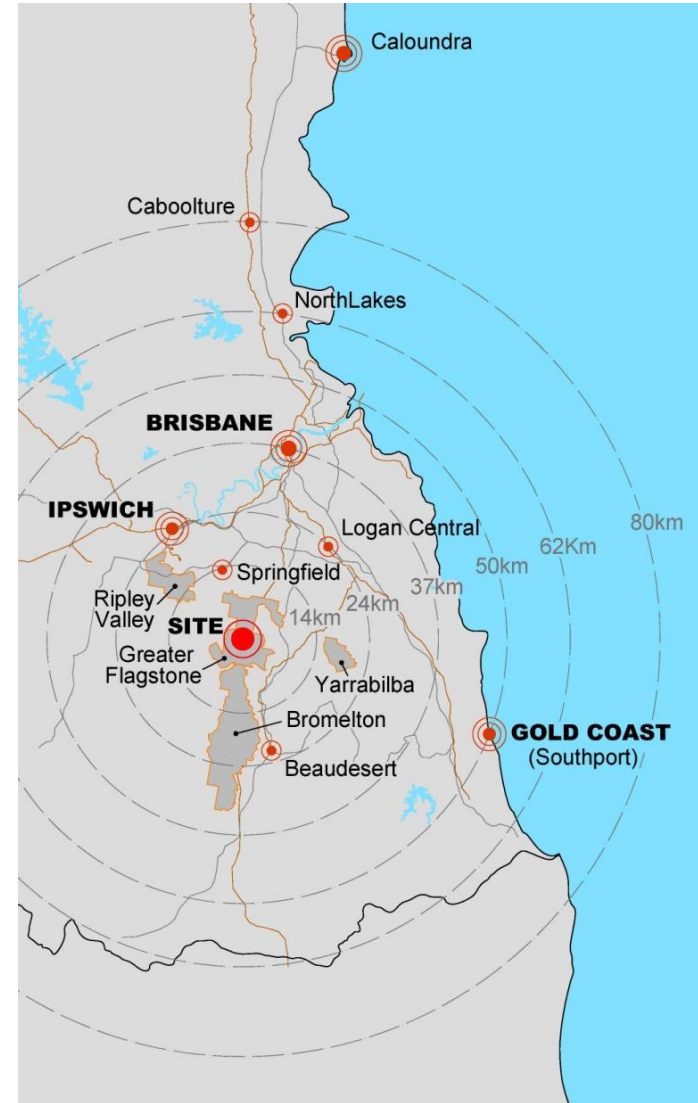 Caloundra
Caboolture
NorthLakes
BRISBANE
IPSWICH
Logan Central
80km
62Km
50km
37km
24km
14km
Springfield
Ripley
Valley
SITE
Greater
Flagstone
Yarrabilba
Bromelton
Beaudesert
GOLD COAST
(Southport)